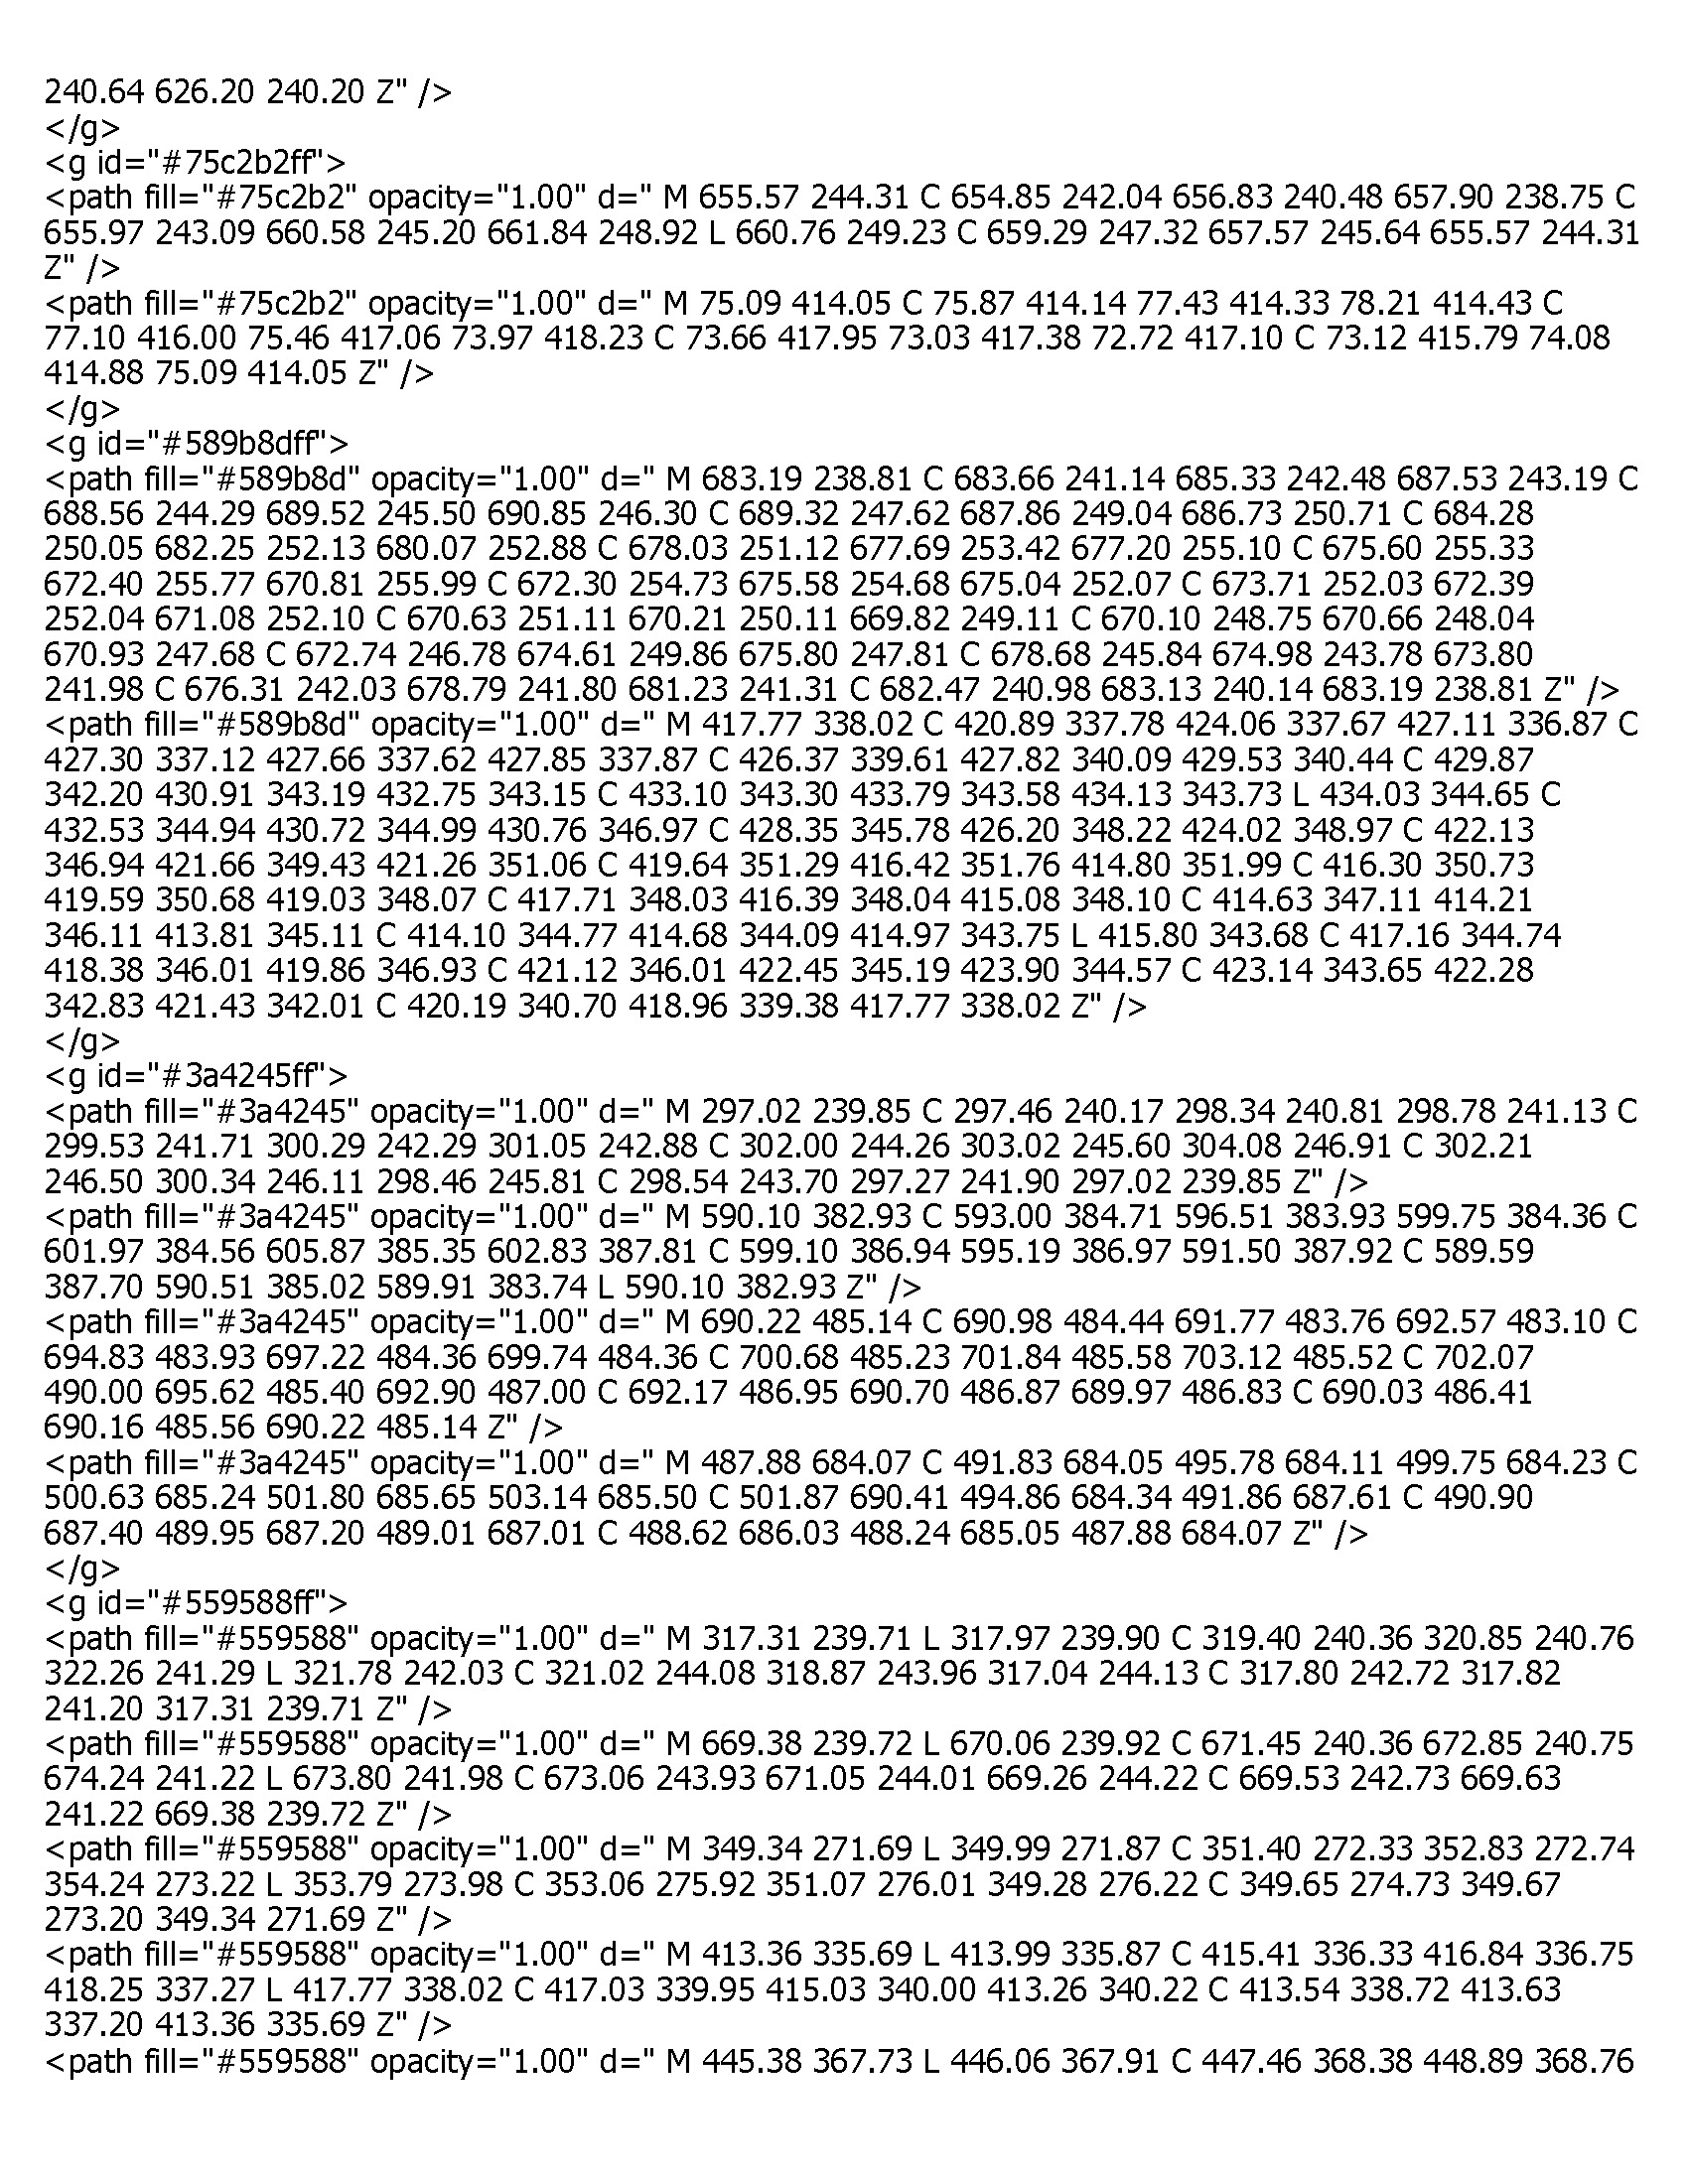 240.64 626.20 240.20 Z" />
</g>
<g id="#75c2b2ff">
<path fill="#75c2b2" opacity="1.00" d=" M 655.57 244.31 C 654.85 242.04 656.83 240.48 657.90 238.75 C
655.97 243.09 660.58 245.20 661.84 248.92 L 660.76 249.23 C 659.29 247.32 657.57 245.64 655.57 244.31
Z" />
<path fill="#75c2b2" opacity="1.00" d=" M 75.09 414.05 C 75.87 414.14 77.43 414.33 78.21 414.43 C
77.10 416.00 75.46 417.06 73.97 418.23 C 73.66 417.95 73.03 417.38 72.72 417.10 C 73.12 415.79 74.08
414.88 75.09 414.05 Z" />
</g>
<g id="#589b8dff">
<path fill="#589b8d" opacity="1.00" d=" M 683.19 238.81 C 683.66 241.14 685.33 242.48 687.53 243.19 C
688.56 244.29 689.52 245.50 690.85 246.30 C 689.32 247.62 687.86 249.04 686.73 250.71 C 684.28
250.05 682.25 252.13 680.07 252.88 C 678.03 251.12 677.69 253.42 677.20 255.10 C 675.60 255.33
672.40 255.77 670.81 255.99 C 672.30 254.73 675.58 254.68 675.04 252.07 C 673.71 252.03 672.39
252.04 671.08 252.10 C 670.63 251.11 670.21 250.11 669.82 249.11 C 670.10 248.75 670.66 248.04
670.93 247.68 C 672.74 246.78 674.61 249.86 675.80 247.81 C 678.68 245.84 674.98 243.78 673.80
241.98 C 676.31 242.03 678.79 241.80 681.23 241.31 C 682.47 240.98 683.13 240.14 683.19 238.81 Z" />
<path fill="#589b8d" opacity="1.00" d=" M 417.77 338.02 C 420.89 337.78 424.06 337.67 427.11 336.87 C
427.30 337.12 427.66 337.62 427.85 337.87 C 426.37 339.61 427.82 340.09 429.53 340.44 C 429.87
342.20 430.91 343.19 432.75 343.15 C 433.10 343.30 433.79 343.58 434.13 343.73 L 434.03 344.65 C
432.53 344.94 430.72 344.99 430.76 346.97 C 428.35 345.78 426.20 348.22 424.02 348.97 C 422.13
346.94 421.66 349.43 421.26 351.06 C 419.64 351.29 416.42 351.76 414.80 351.99 C 416.30 350.73
419.59 350.68 419.03 348.07 C 417.71 348.03 416.39 348.04 415.08 348.10 C 414.63 347.11 414.21
346.11 413.81 345.11 C 414.10 344.77 414.68 344.09 414.97 343.75 L 415.80 343.68 C 417.16 344.74
418.38 346.01 419.86 346.93 C 421.12 346.01 422.45 345.19 423.90 344.57 C 423.14 343.65 422.28
342.83 421.43 342.01 C 420.19 340.70 418.96 339.38 417.77 338.02 Z" />
</g>
<g id="#3a4245ff">
<path fill="#3a4245" opacity="1.00" d=" M 297.02 239.85 C 297.46 240.17 298.34 240.81 298.78 241.13 C
299.53 241.71 300.29 242.29 301.05 242.88 C 302.00 244.26 303.02 245.60 304.08 246.91 C 302.21
246.50 300.34 246.11 298.46 245.81 C 298.54 243.70 297.27 241.90 297.02 239.85 Z" />
<path fill="#3a4245" opacity="1.00" d=" M 590.10 382.93 C 593.00 384.71 596.51 383.93 599.75 384.36 C
601.97 384.56 605.87 385.35 602.83 387.81 C 599.10 386.94 595.19 386.97 591.50 387.92 C 589.59
387.70 590.51 385.02 589.91 383.74 L 590.10 382.93 Z" />
<path fill="#3a4245" opacity="1.00" d=" M 690.22 485.14 C 690.98 484.44 691.77 483.76 692.57 483.10 C
694.83 483.93 697.22 484.36 699.74 484.36 C 700.68 485.23 701.84 485.58 703.12 485.52 C 702.07
490.00 695.62 485.40 692.90 487.00 C 692.17 486.95 690.70 486.87 689.97 486.83 C 690.03 486.41
690.16 485.56 690.22 485.14 Z" />
<path fill="#3a4245" opacity="1.00" d=" M 487.88 684.07 C 491.83 684.05 495.78 684.11 499.75 684.23 C
500.63 685.24 501.80 685.65 503.14 685.50 C 501.87 690.41 494.86 684.34 491.86 687.61 C 490.90
687.40 489.95 687.20 489.01 687.01 C 488.62 686.03 488.24 685.05 487.88 684.07 Z" />
</g>
<g id="#559588ff">
<path fill="#559588" opacity="1.00" d=" M 317.31 239.71 L 317.97 239.90 C 319.40 240.36 320.85 240.76
322.26 241.29 L 321.78 242.03 C 321.02 244.08 318.87 243.96 317.04 244.13 C 317.80 242.72 317.82
241.20 317.31 239.71 Z" />
<path fill="#559588" opacity="1.00" d=" M 669.38 239.72 L 670.06 239.92 C 671.45 240.36 672.85 240.75
674.24 241.22 L 673.80 241.98 C 673.06 243.93 671.05 244.01 669.26 244.22 C 669.53 242.73 669.63
241.22 669.38 239.72 Z" />
<path fill="#559588" opacity="1.00" d=" M 349.34 271.69 L 349.99 271.87 C 351.40 272.33 352.83 272.74
354.24 273.22 L 353.79 273.98 C 353.06 275.92 351.07 276.01 349.28 276.22 C 349.65 274.73 349.67
273.20 349.34 271.69 Z" />
<path fill="#559588" opacity="1.00" d=" M 413.36 335.69 L 413.99 335.87 C 415.41 336.33 416.84 336.75
418.25 337.27 L 417.77 338.02 C 417.03 339.95 415.03 340.00 413.26 340.22 C 413.54 338.72 413.63
337.20 413.36 335.69 Z" />
<path fill="#559588" opacity="1.00" d=" M 445.38 367.73 L 446.06 367.91 C 447.46 368.38 448.89 368.76